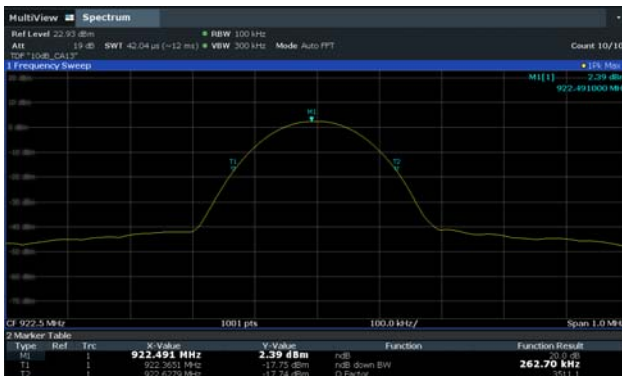 MultiView Spectrum
Ref Level 22.93 dBm RBW 100 kHz
Att 19 dB SWT 42.04 µs (~12 ms) VBW 300 kHz Mode Auto FFT Count 10/10
TDF "10dB_CA13"
1 Frequency Sweep 1Pk Max
M1[1] 2.39 dBm
922.491000 MHz
M1
T1 T2
CF 922.5 MHz 1001 pts 100.0 kHz/ Span 1.0 MHz
2 Marker Table
Type Ref Trc X-Value Y-Value Function Function Result
M1 1 922.491 MHz 2.39 dBm ndB 20.0 dB
T1 1 922.3651 MHz -17.75 dBm ndB down BW 262.70 kHz
T2 1 922.6279 MHz -17.74 dBm Q Factor 3511.1